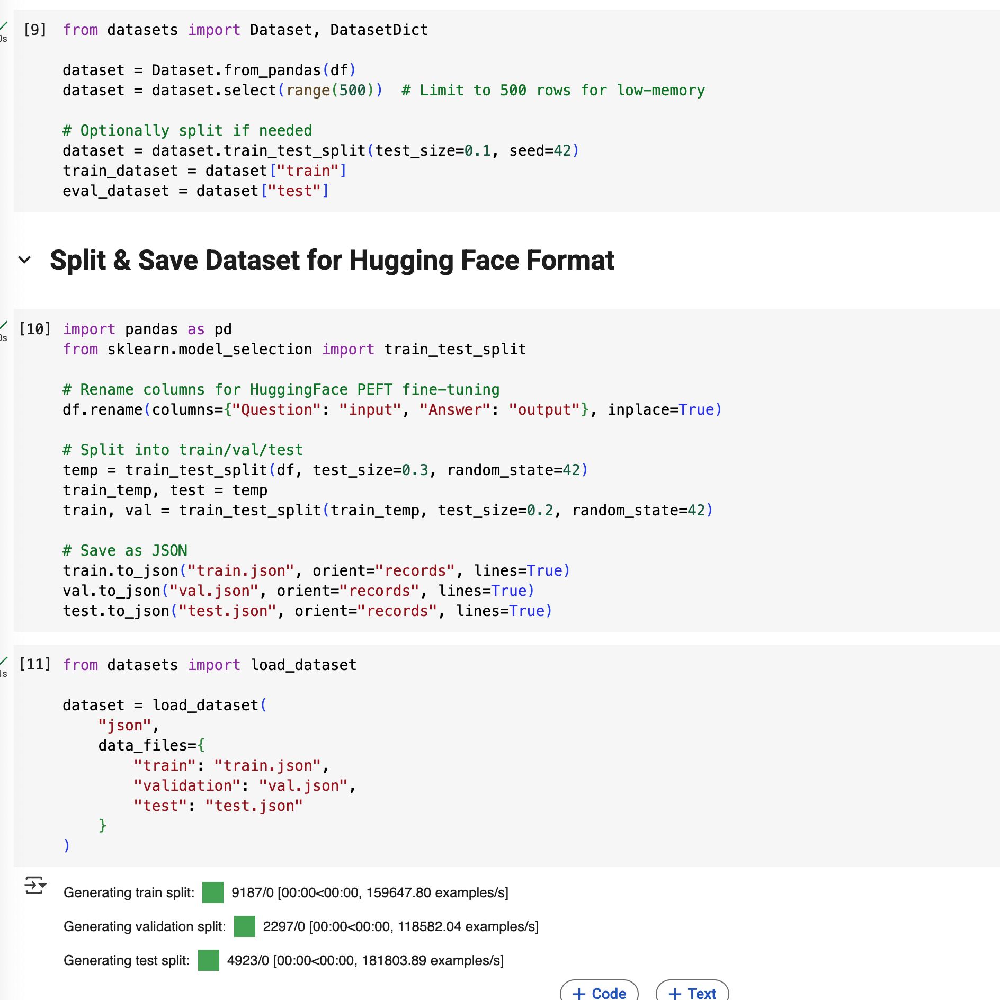 [9] from datasets import Dataset, DatasetDict
0s
dataset = Dataset.from_pandas(df)
dataset = dataset.select(range(500))  # Limit to 500 rows for low-memory
# Optionally split if needed
dataset = dataset.train_test_split(test_size=0.1, seed=42)
train_dataset = dataset["train"]
eval_dataset = dataset["test"]
Split & Save Dataset for Hugging Face Format
[10] import pandas as pd
0s
from sklearn.model_selection import train_test_split
# Rename columns for HuggingFace PEFT fine-tuning
df.rename(columns={"Question": "input", "Answer": "output"}, inplace=True)
# Split into train/val/test
temp = train_test_split(df, test_size=0.3, random_state=42)
train_temp, test = temp
train, val = train_test_split(train_temp, test_size=0.2, random_state=42)
# Save as JSON
train.to_json("train.json", orient="records", lines=True)
val.to_json("val.json", orient="records", lines=True)
test.to_json("test.json", orient="records", lines=True)
[11] from datasets import load_dataset
1s
dataset = load_dataset(
    "json",
    data_files={
        "train": "train.json",
        "validation": "val.json",
        "test": "test.json"
    }
)
Generating train split: 9187/0 [00:00<00:00, 159647.80 examples/s]
Generating validation split: 2297/0 [00:00<00:00, 118582.04 examples/s]
Generating test split: 4923/0 [00:00<00:00, 181803.89 examples/s]
+ Code + Text